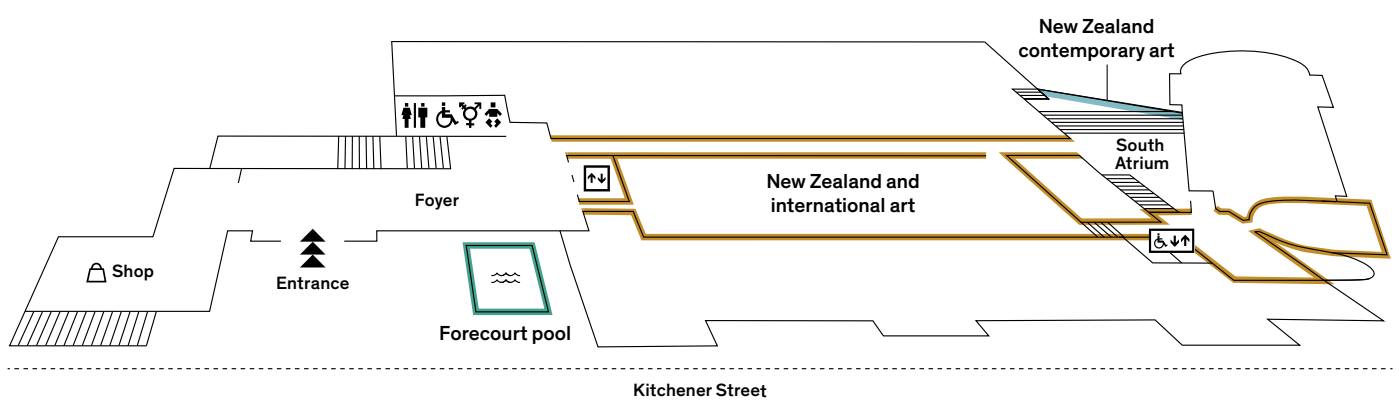 New Zealand
contemporary art
South
Atrium
New Zealand and
international art
Foyer
Shop
Entrance
Forecourt pool
Kitchener Street